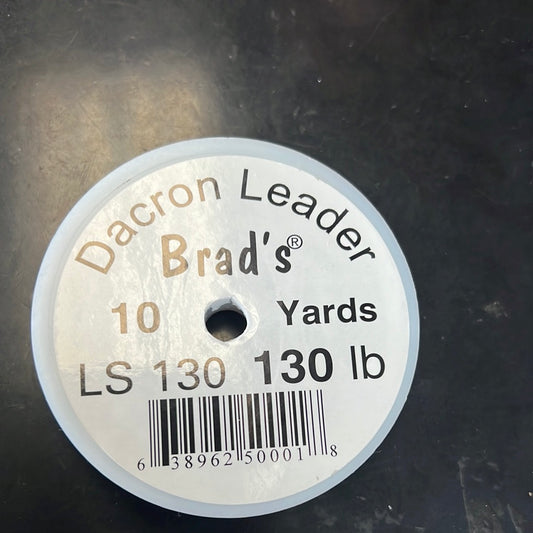 Dacron Leader
Brad's®
10 Yards
LS 130 130 lb
6 38962 50001 8